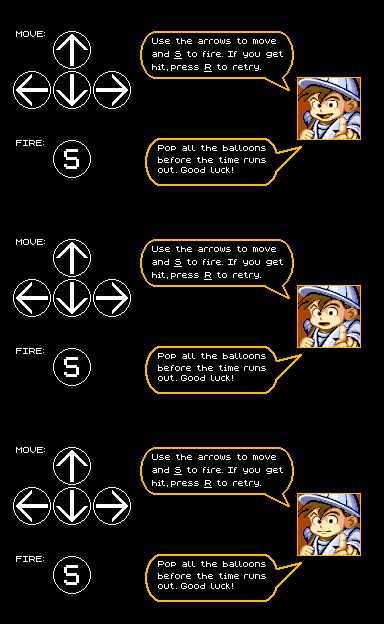 MOVE:
Use the arrows to move
and S to fire. If you get
hit,press R to retry.
FIRE:
S
Pop all the balloons
before the time runs
out. Good luck!
MOVE:
Use the arrows to move
and S to fire. If you get
hit,press R to retry.
FIRE:
S
Pop all the balloons
before the time runs
out. Good luck!
MOVE:
Use the arrows to move
and S to fire. If you get
hit,press R to retry.
FIRE:
S
Pop all the balloons
before the time runs
out. Good luck!